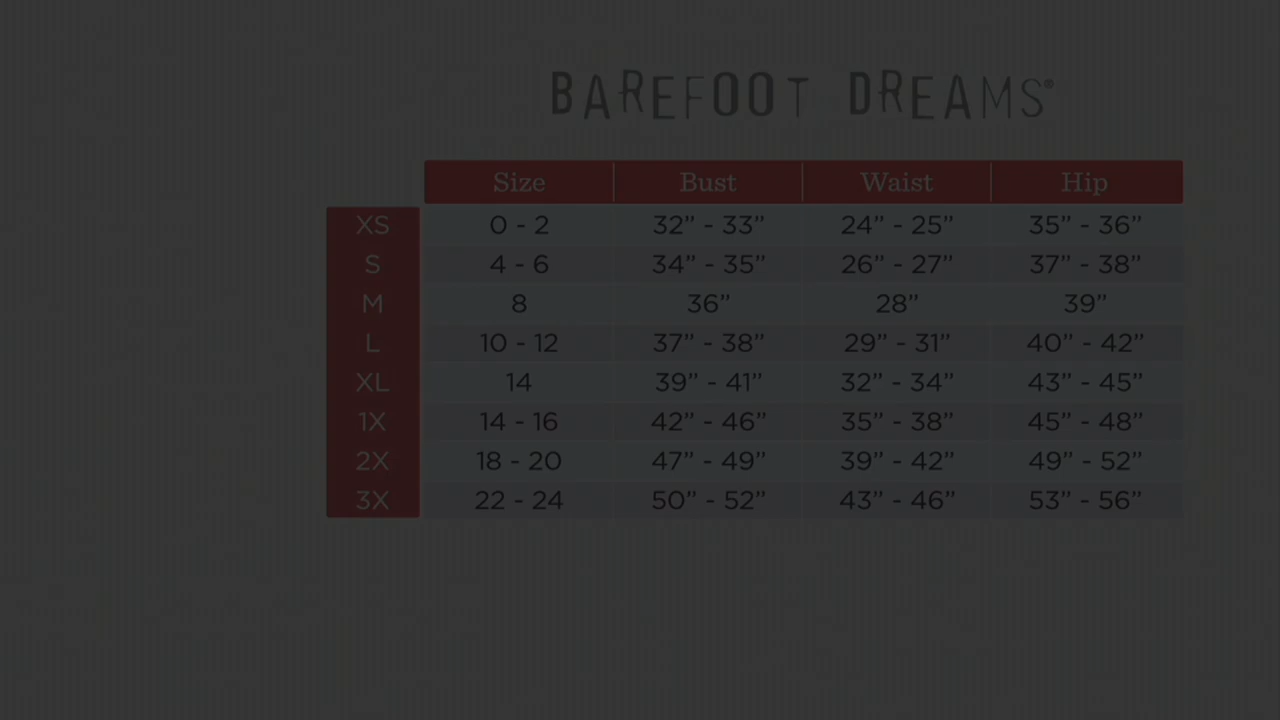 BAREFOOT DREAMS®
Size Bust Waist Hip
XS 0 - 2 32” - 33” 24” - 25” 35” - 36”
S 4 - 6 34” - 35” 26” - 27” 37” - 38”
M 8 36” 28” 39”
L 10 - 12 37” - 38” 29” - 31” 40” - 42”
XL 14 39” - 41” 32” - 34” 43” - 45”
1X 14 - 16 42” - 46” 35” - 38” 45” - 48”
2X 18 - 20 47” - 49” 39” - 42” 49” - 52”
3X 22 - 24 50” - 52” 43” - 46” 53” - 56”